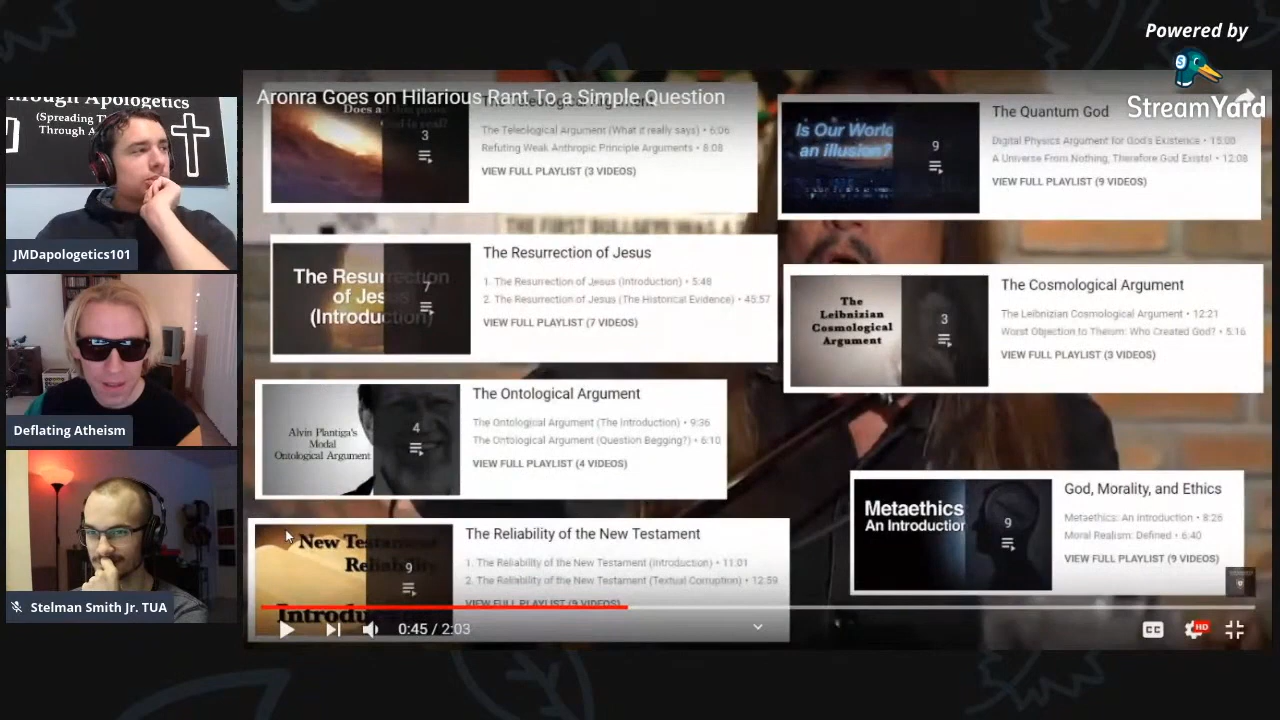 Powered by
StreamYard
Through Apologetics
(Spreading T
Through A
JMDapologetics101
Deflating Atheism
Stelman Smith Jr. TUA
Aronra Goes on Hilarious Rant To a Simple Question
Does a
3
The Teleological Argument (What it really says) • 6:06
Refuting Weak Anthropic Principle Arguments • 8:08
VIEW FULL PLAYLIST (3 VIDEOS)
Is Our World
an illusion?
9
The Quantum God
Digital Physics Argument for God's Existence • 15:00
A Universe From Nothing, Therefore God Exists! • 12:08
VIEW FULL PLAYLIST (9 VIDEOS)
The Resurrection
of Jesus
(Introduction)
7
The Resurrection of Jesus
1. The Resurrection of Jesus (Introduction) • 5:48
2. The Resurrection of Jesus (The Historical Evidence) • 45:57
VIEW FULL PLAYLIST (7 VIDEOS)
The
Leibnizian
Cosmological
Argument
3
The Cosmological Argument
The Leibnizian Cosmological Argument • 12:21
Worst Objection to Theism: Who Created God? • 5:16
VIEW FULL PLAYLIST (3 VIDEOS)
Alvin Plantiga's
Modal
Ontological Argument
4
The Ontological Argument
The Ontological Argument (The Introduction) • 9:36
The Ontological Argument (Question Begging?) • 6:10
VIEW FULL PLAYLIST (4 VIDEOS)
Metaethics
An Introduction
9
God, Morality, and Ethics
Metaethics: An introduction • 8:26
Moral Realism: Defined • 6:40
VIEW FULL PLAYLIST (9 VIDEOS)
New Testament
Reliability
Introdu
9
The Reliability of the New Testament
1. The Reliability of the New Testament (Introduction) • 11:01
2. The Reliability of the New Testament (Textual Corruption) • 12:59
VIEW FULL PLAYLIST (9 VIDEOS)
0:45 / 2:03
CC
HD